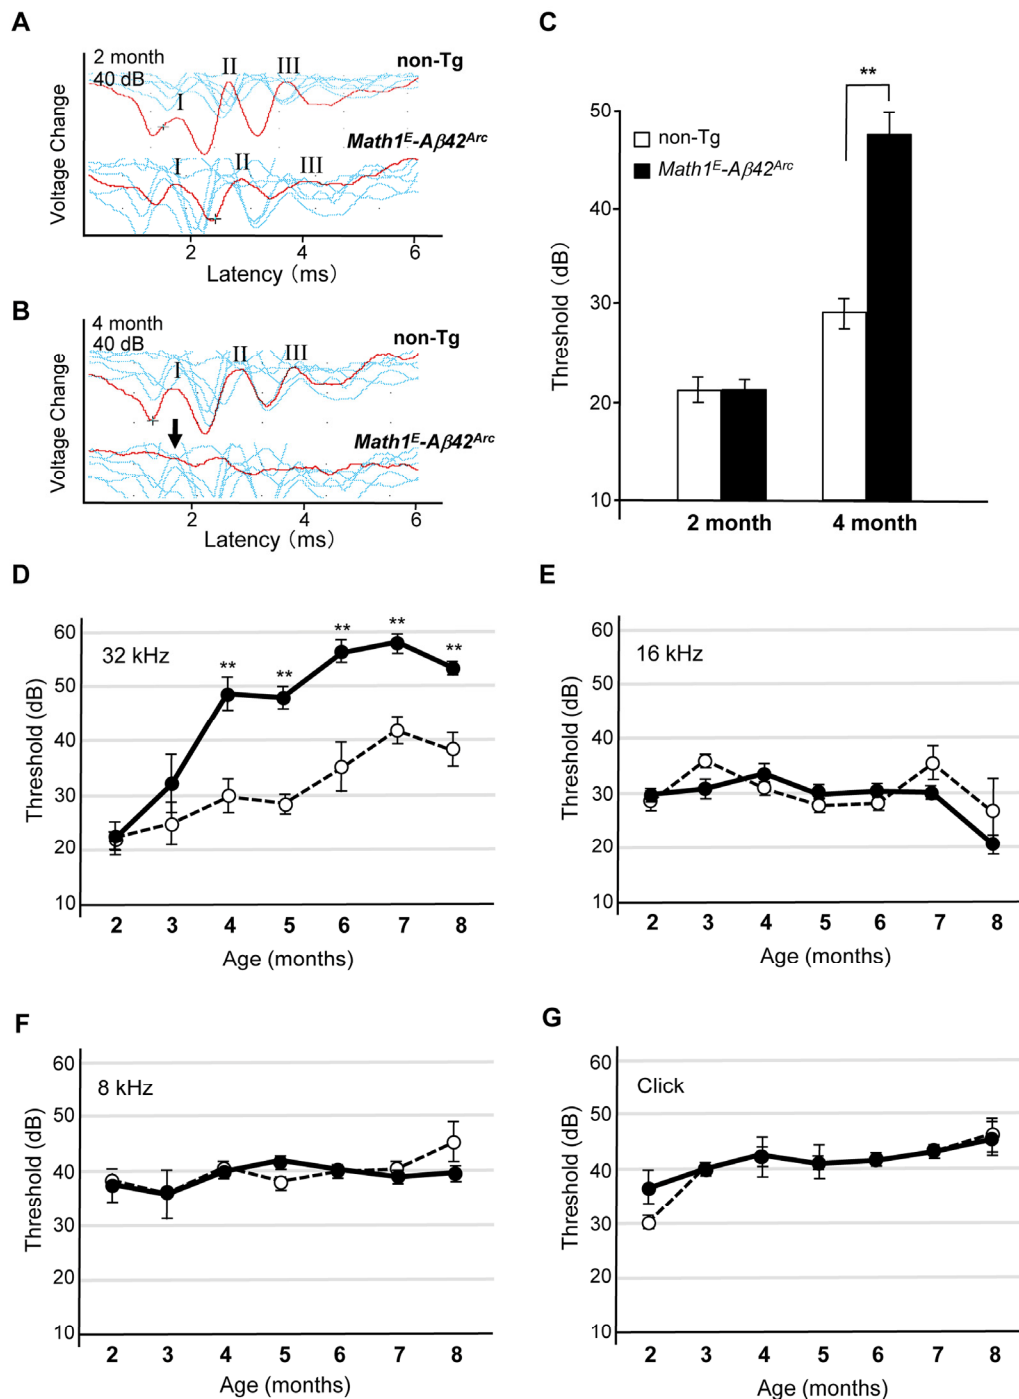 A
2 month
40 dB
non-Tg
I
II
III
Math1ᴱ-Aβ42ᴬʳᶜ
I
II
III
Voltage Change
2
4
6
Latency (ms)
B
4 month
40 dB
non-Tg
I
II
III
Math1ᴱ-Aβ42ᴬʳᶜ
Voltage Change
2
4
6
Latency (ms)
C
**
non-Tg
Math1ᴱ-Aβ42ᴬʳᶜ
Threshold (dB)
50
40
30
20
10
2 month
4 month
D
32 kHz
Threshold (dB)
60
50
40
30
20
10
**
**
**
**
**
2 3 4 5 6 7 8
Age (months)
E
16 kHz
Threshold (dB)
60
50
40
30
20
10
2 3 4 5 6 7 8
Age (months)
F
8 kHz
Threshold (dB)
60
50
40
30
20
10
2 3 4 5 6 7 8
Age (months)
G
Click
Threshold (dB)
60
50
40
30
20
10
2 3 4 5 6 7 8
Age (months)